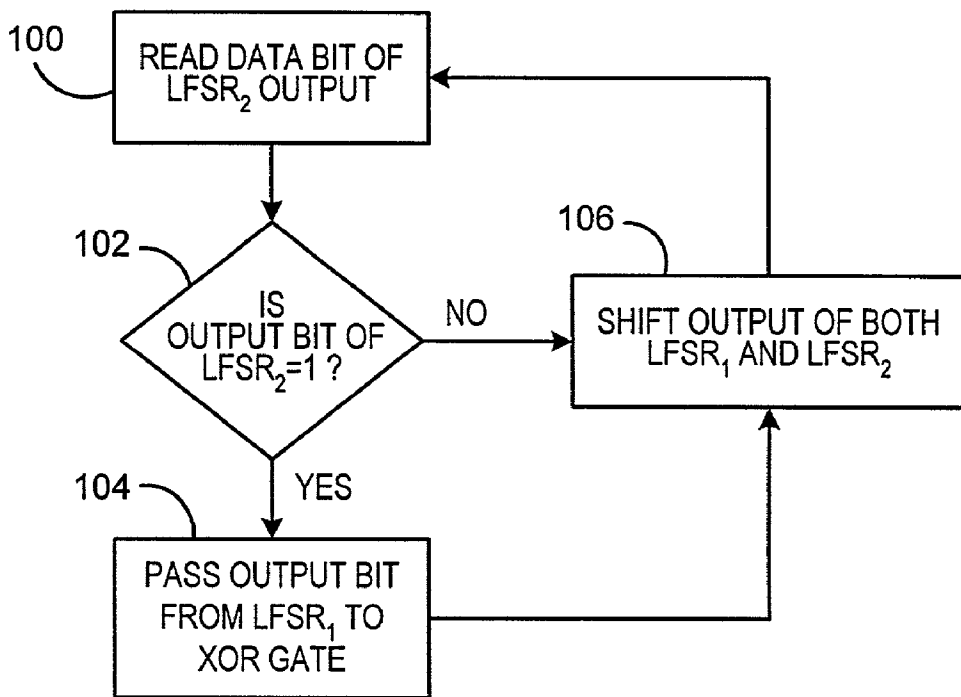 100
READ DATA BIT OF
LFSR₂ OUTPUT
102
IS
OUTPUT BIT OF
LFSR₂=1 ?
NO
106
SHIFT OUTPUT OF BOTH
LFSR₁ AND LFSR₂
YES
104
PASS OUTPUT BIT
FROM LFSR₁ TO
XOR GATE